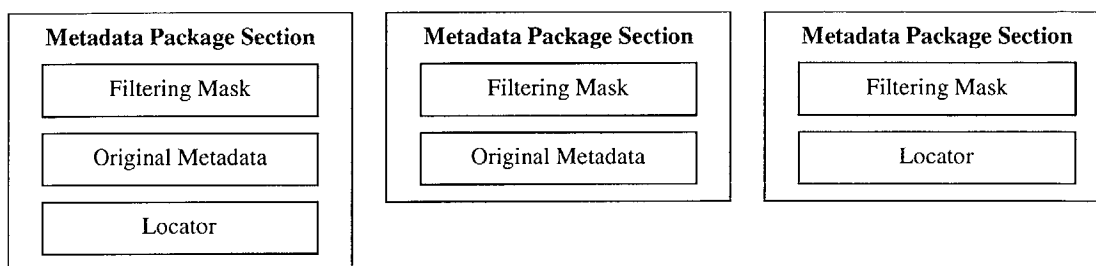 Metadata Package Section
Filtering Mask
Original Metadata
Locator
Metadata Package Section
Filtering Mask
Original Metadata
Metadata Package Section
Filtering Mask
Locator